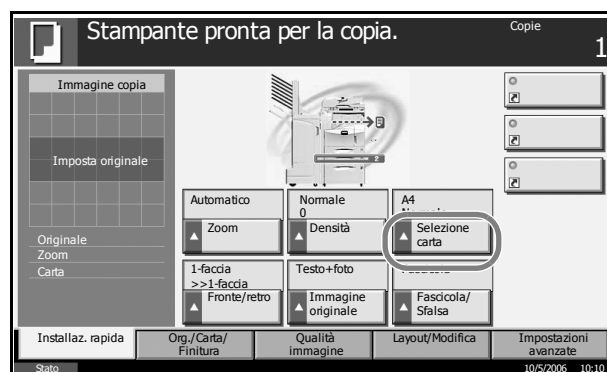 Stampante pronta per la copia.
Copie
1
Immagine copia
Imposta originale
Originale
Zoom
Carta
2
Automatico
Zoom
Normale
0
Densità
A4
Selezione
carta
1-faccia
>>1-faccia
Fronte/retro
Testo+foto
Immagine
originale
Fascicola/
Sfalsa
Installaz. rapida
Org./Carta/
Finitura
Qualità
immagine
Layout/Modifica
Impostazioni
avanzate
Stato
10/5/2006 10:10